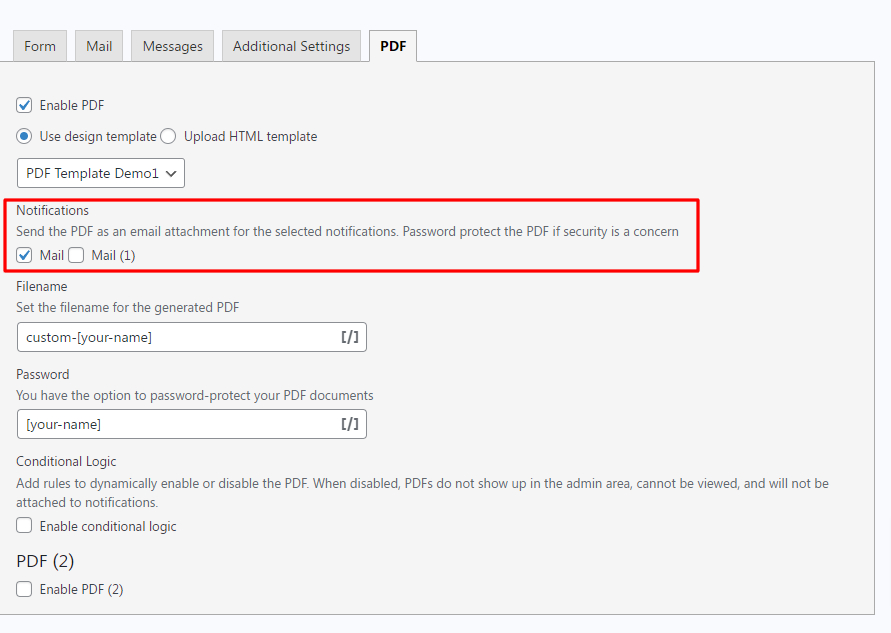 Form Mail Messages Additional Settings PDF
Enable PDF
Use design template Upload HTML template
PDF Template Demo1
Notifications
Send the PDF as an email attachment for the selected notifications. Password protect the PDF if security is a concern
Mail Mail (1)
Filename
Set the filename for the generated PDF
custom-[your-name] [/]
Password
You have the option to password-protect your PDF documents
[your-name] [/]
Conditional Logic
Add rules to dynamically enable or disable the PDF. When disabled, PDFs do not show up in the admin area, cannot be viewed, and will not be
attached to notifications.
Enable conditional logic
PDF (2)
Enable PDF (2)